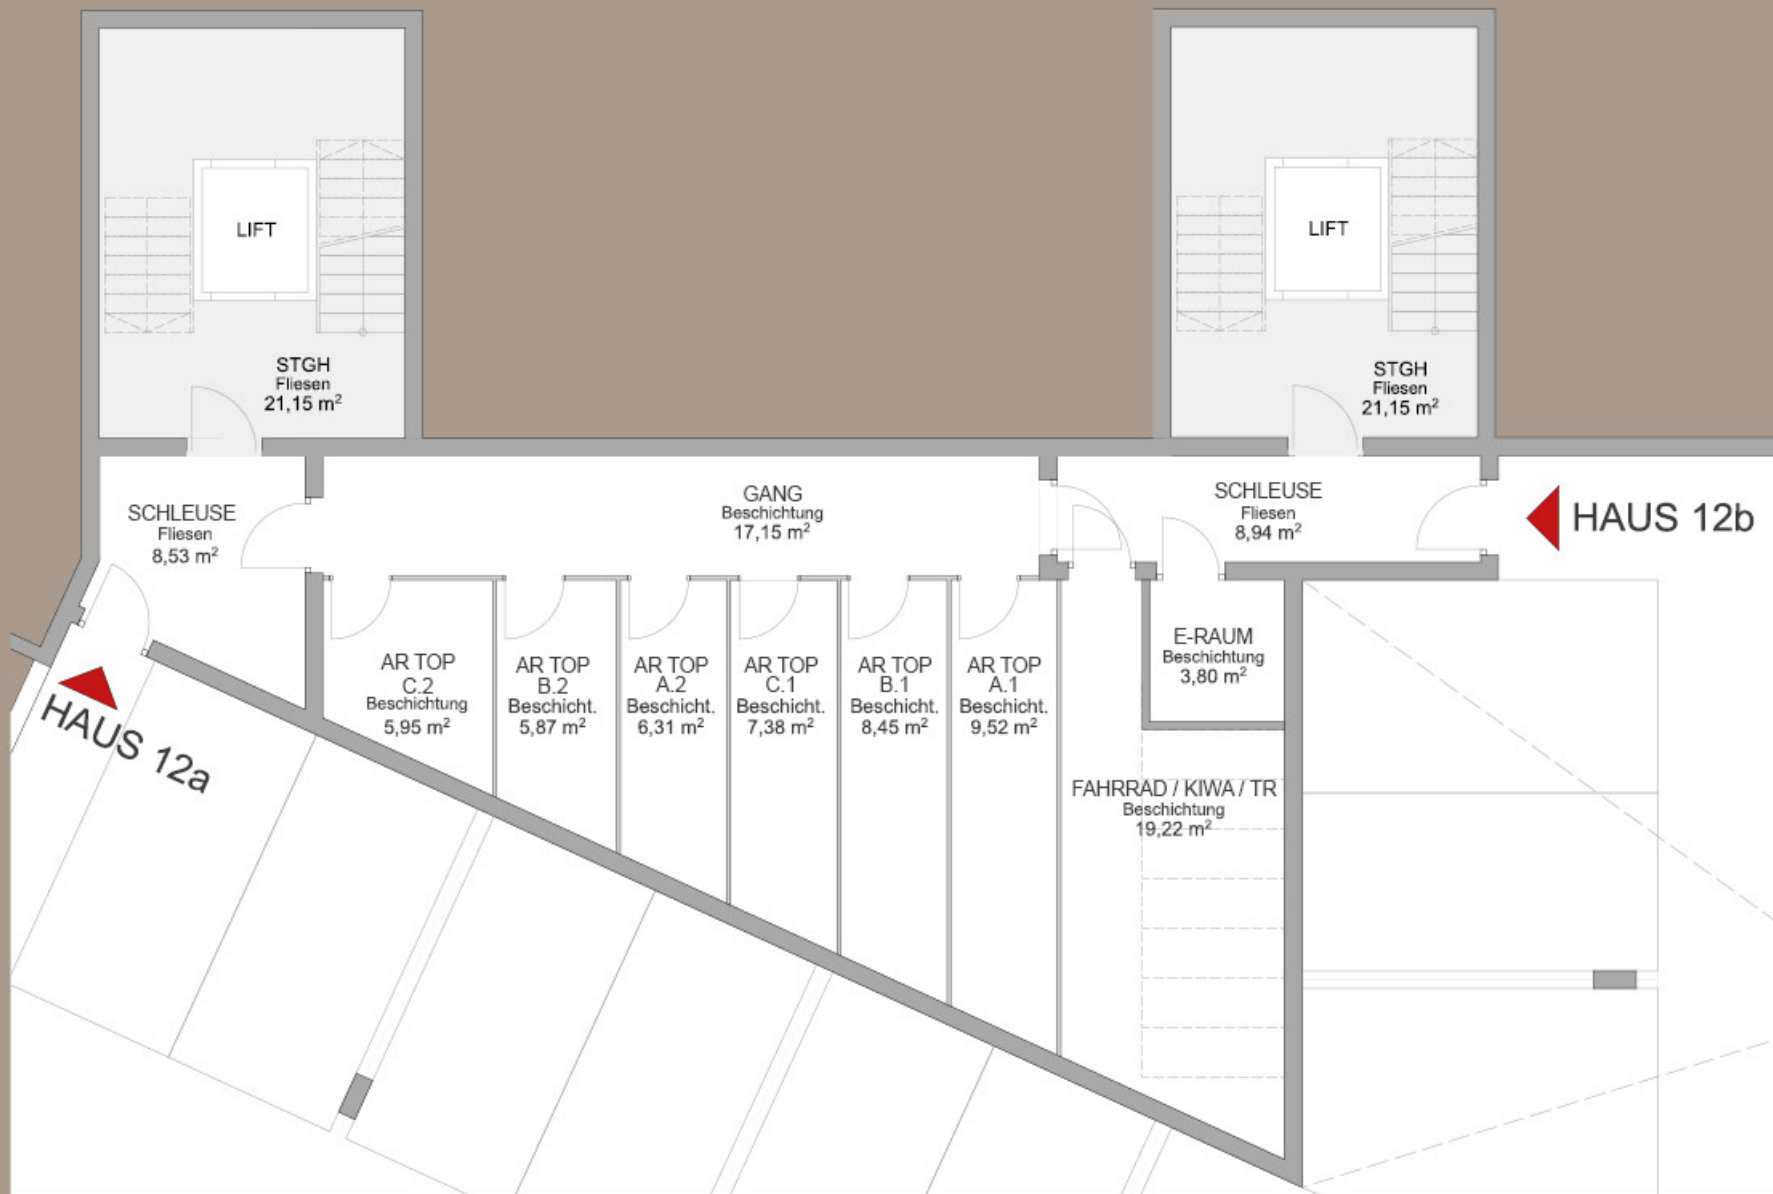 LIFT
STGH
Fliesen
21,15 m²
LIFT
STGH
Fliesen
21,15 m²
SCHLEUSE
Fliesen
8,53 m²
GANG
Beschichtung
17,15 m²
SCHLEUSE
Fliesen
8,94 m²
HAUS 12b
HAUS 12a
AR TOP
C.2
Beschichtung
5,95 m²
AR TOP
B.2
Beschicht.
5,87 m²
AR TOP
A.2
Beschicht.
6,31 m²
AR TOP
C.1
Beschicht.
7,38 m²
AR TOP
B.1
Beschicht.
8,45 m²
AR TOP
A.1
Beschicht.
9,52 m²
E-RAUM
Beschichtung
3,80 m²
FAHRRAD / KIWA / TR
Beschichtung
19,22 m²